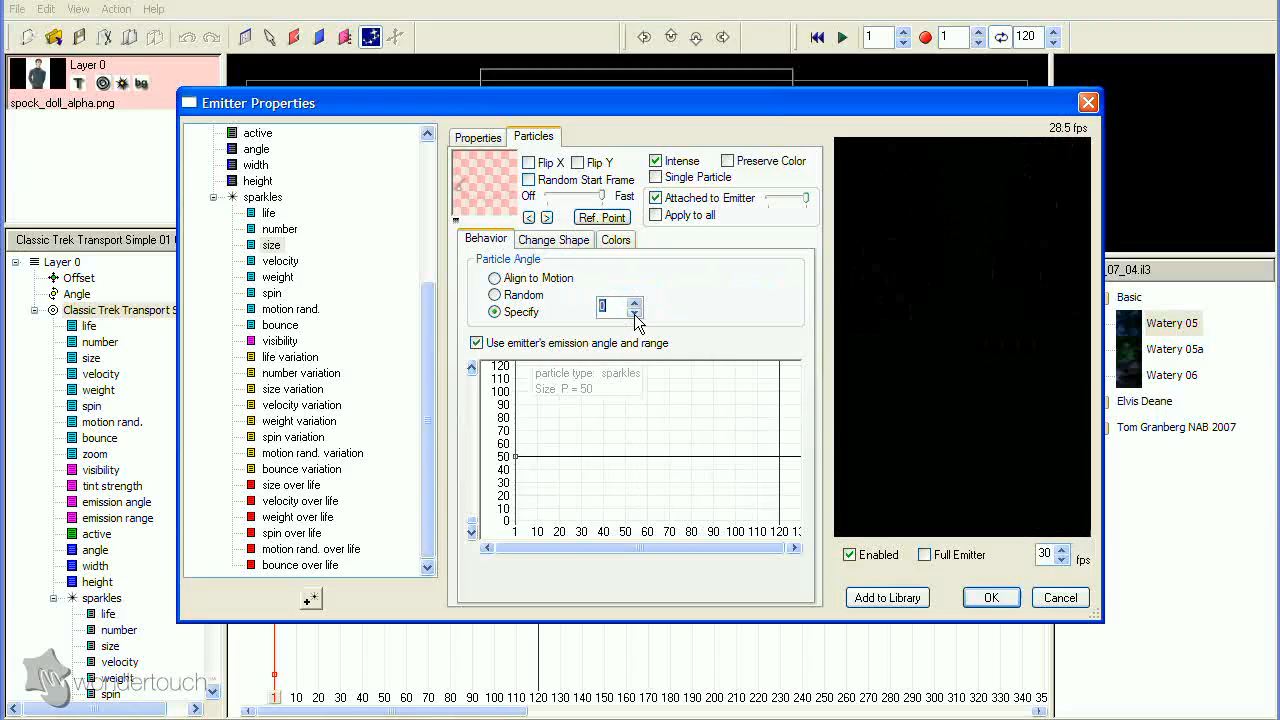 File Edit View Action Help
1 1 120
Layer 0
T bg
spock_doll_alpha.png
Emitter Properties
28.5 fps
active
angle
width
height
sparkles
life
number
size
velocity
weight
spin
motion rand.
bounce
visibility
life variation
number variation
size variation
velocity variation
weight variation
spin variation
motion rand. variation
bounce variation
size over life
velocity over life
weight over life
spin over life
motion rand. over life
bounce over life
Properties Particles
Flip X Flip Y
Random Start Frame
Off Fast
< > Ref. Point
Intense Preserve Color
Single Particle
Attached to Emitter
Apply to all
Behavior Change Shape Colors
Particle Angle
Align to Motion
Random
Specify 0
Use emitter's emission angle and range
particle type: sparkles
Size P = 50
120
110
100
90
80
70
60
50
40
30
20
10
0
1 10 20 30 40 50 60 70 80 90 100 110 120 13
Enabled Full Emitter 30 fps
Add to Library OK Cancel
Classic Trek Transport Simple 01
Layer 0
Offset
Angle
Classic Trek Transport S
life
number
size
velocity
weight
spin
motion rand.
bounce
zoom
visibility
tint strength
emission angle
emission range
active
angle
width
height
sparkles
life
number
size
velocity
weight
spin
_07_04.il3
Basic
Watery 05
Watery 05a
Watery 06
Elvis Deane
Tom Granberg NAB 2007
1 10 20 30 40 50 60 70 80 90 100 110 120 130 140 150 160 170 180 190 200 210 220 230 240 250 260 270 280 290 300 310 320 330 340 35
wondertouch